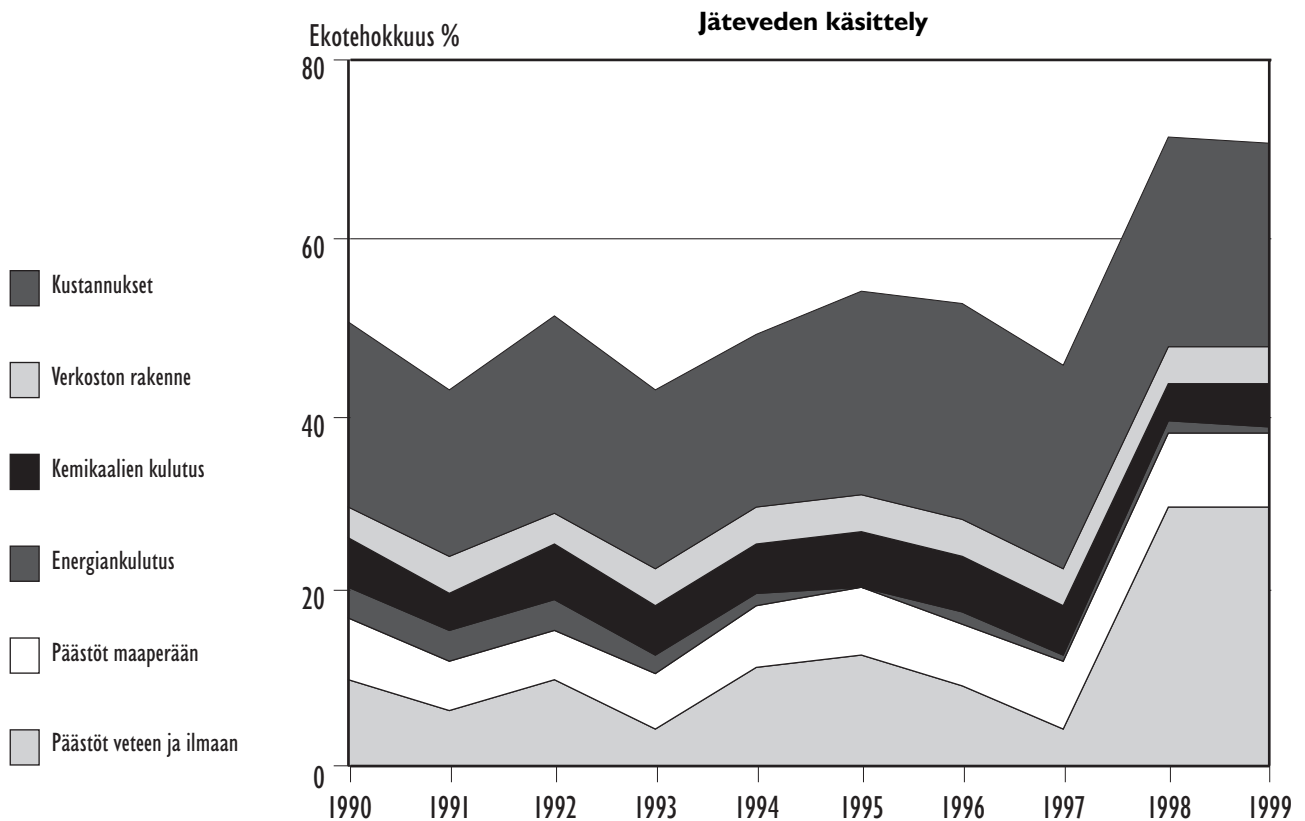 Jäteveden käsittely
Ekotehokkuus %
80
60
40
20
0
Kustannukset
Verkoston rakenne
Kemikaalien kulutus
Energiankulutus
Päästöt maaperään
Päästöt veteen ja ilmaan
1990 1991 1992 1993 1994 1995 1996 1997 1998 1999